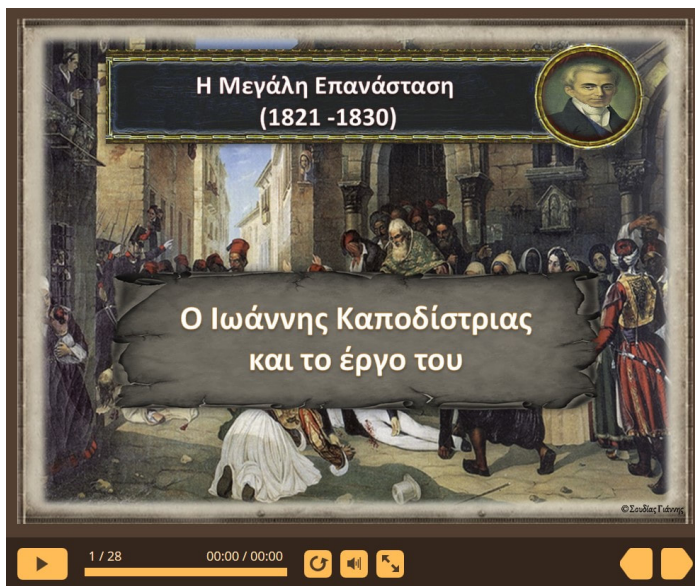 Η Μεγάλη Επανάσταση
(1821 -1830)
Ο Ιωάννης Καποδίστριας
και το έργο του
©Σουδίας Γιάννης
1 / 28
00:00 / 00:00